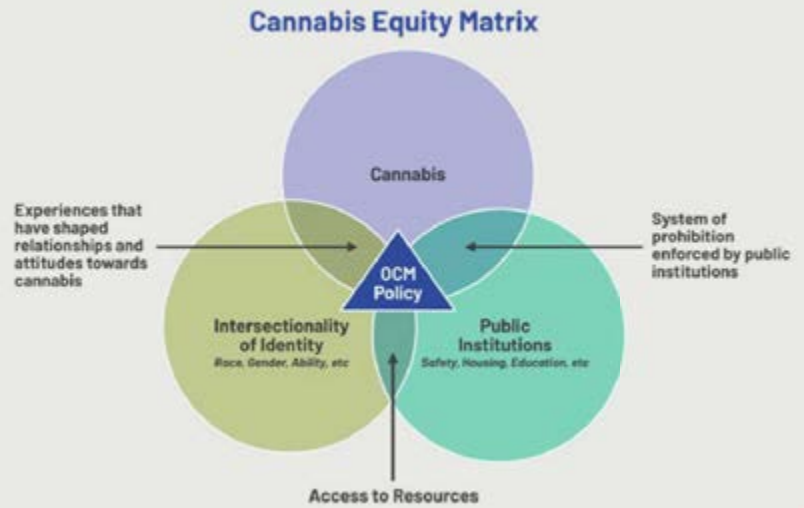 Cannabis Equity Matrix
Cannabis
Experiences that
have shaped
relationships and
attitudes towards
cannabis
System of
prohibition
enforced by public
institutions
OCM
Policy
Intersectionality
of Identity
Race, Gender, Ability, etc
Public
Institutions
Safety, Housing, Education, etc
Access to Resources